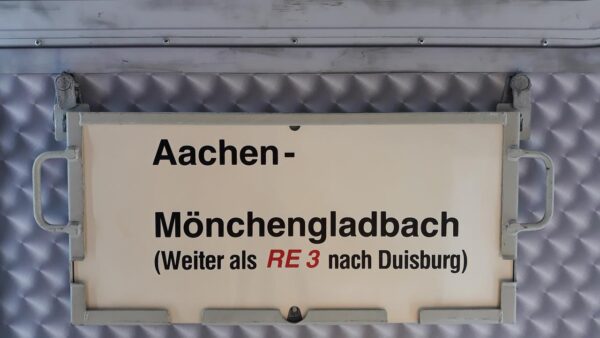 Aachen-
Mönchengladbach
(Weiter als RE 3 nach Duisburg)